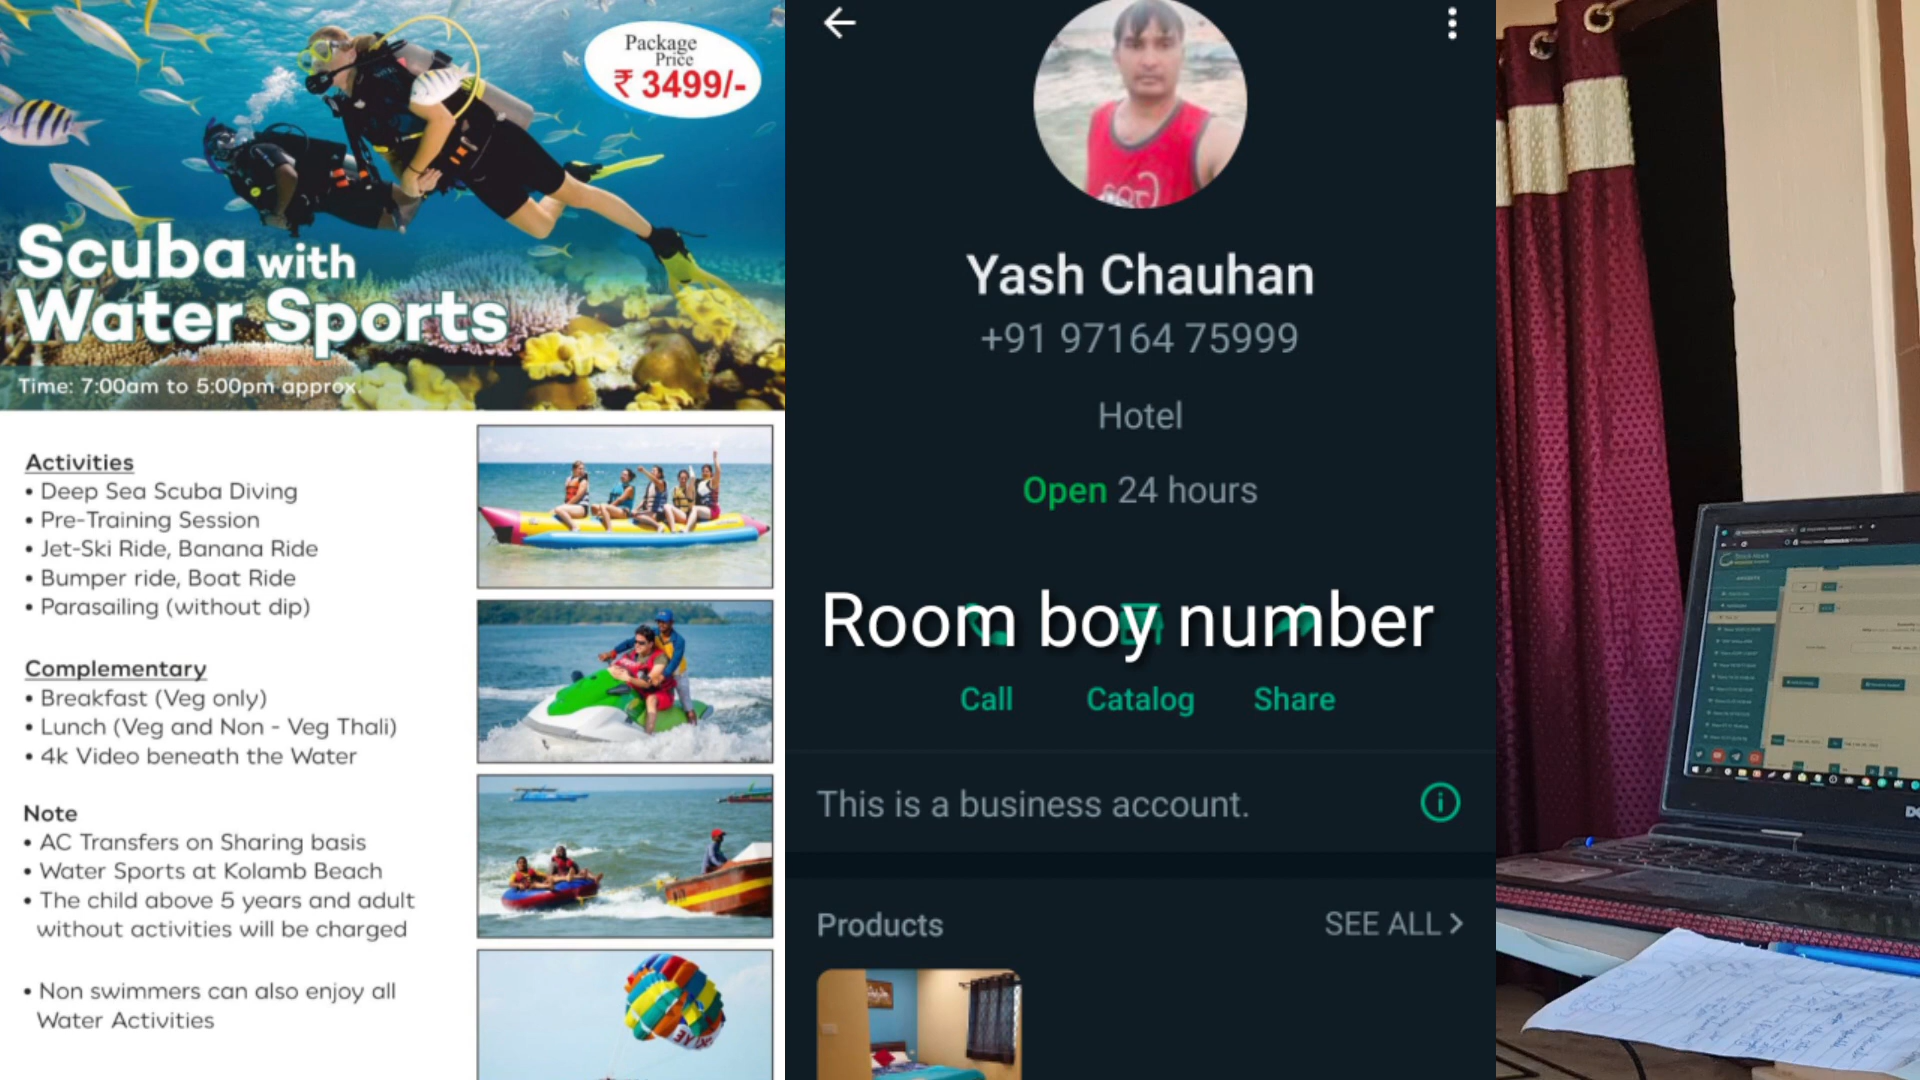 Package
Price
₹ 3499/-
Scuba with
Water Sports
Time: 7:00am to 5:00pm approx.
Activities
• Deep Sea Scuba Diving
• Pre-Training Session
• Jet-Ski Ride, Banana Ride
• Bumper ride, Boat Ride
• Parasailing (without dip)
Complementary
• Breakfast (Veg only)
• Lunch (Veg and Non - Veg Thali)
• 4k Video beneath the Water
Note
• AC Transfers on Sharing basis
• Water Sports at Kolamb Beach
• The child above 5 years and adult
without activities will be charged
• Non swimmers can also enjoy all
Water Activities
Yash Chauhan
+91 97164 75999
Hotel
Open 24 hours
Room boy number
Call Catalog Share
This is a business account.
Products SEE ALL >